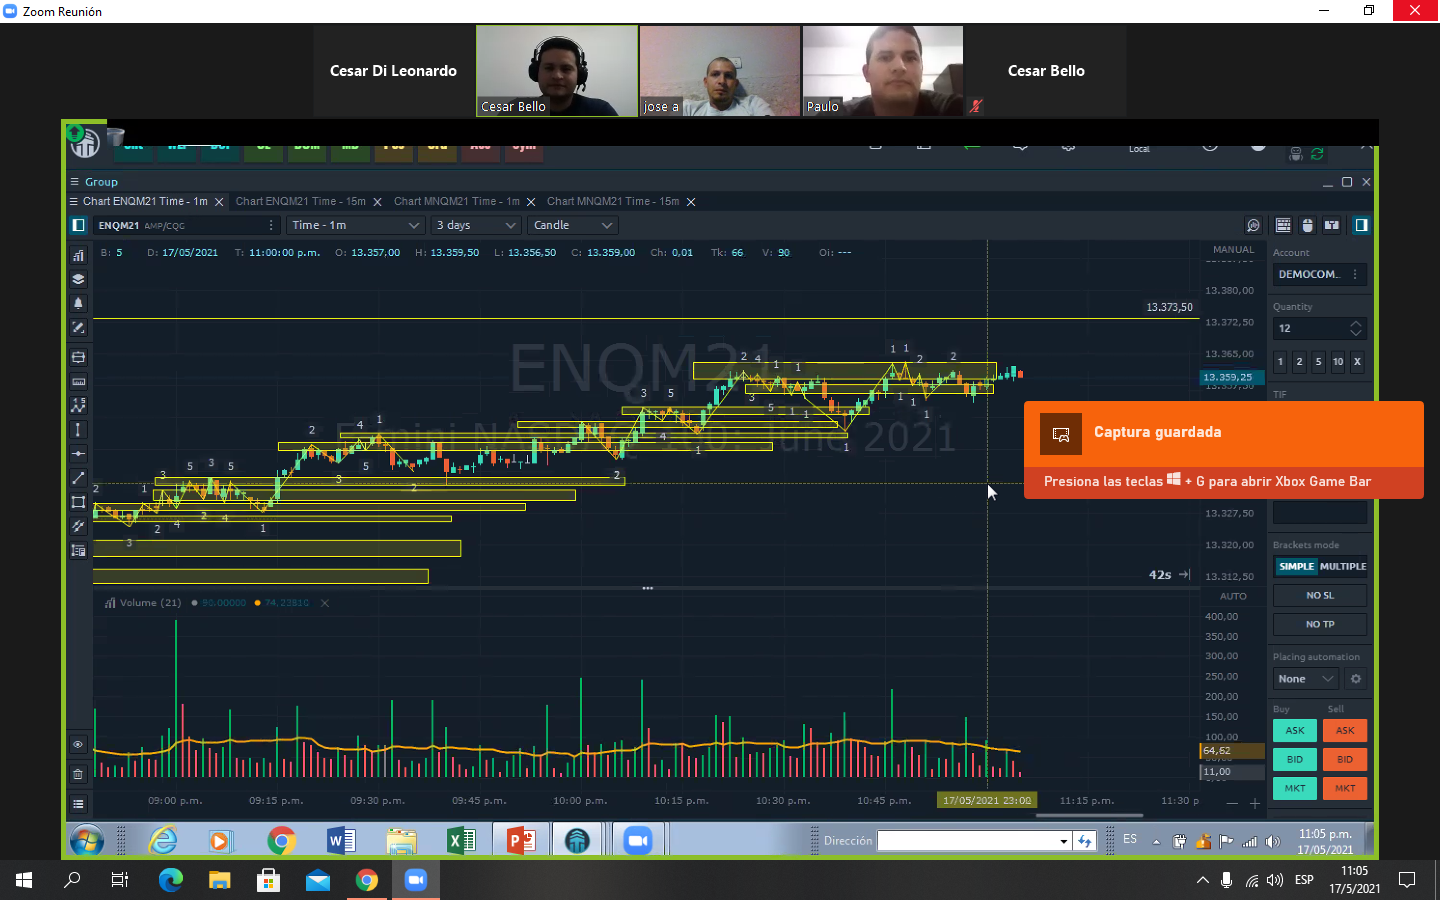 Zoom Reunión
Cesar Di Leonardo
Cesar Bello
jose a
Paulo
Cesar Bello
Local
Group
Chart ENQM21 Time - 1m
Chart ENQM21 Time - 15m
Chart MNQM21 Time - 1m
Chart MNQM21 Time - 15m
ENQM21 AMP/CQG
Time - 1m
3 days
Candle
B: 5 D: 17/05/2021 T: 11:00:00 p.m. O: 13.357,00 H: 13.359,50 L: 13.356,50 C: 13.359,00 Ch: 0,01 Tk: 66 V: 90 Oi: ---
MANUAL
Account
DEMOCOM...
Quantity
12
1 2 5 10 X
TIF
13.380,00
13.373,50
13.372,50
13.365,00
13.359,25
ENQM21
June 2021
Captura guardada
Presiona las teclas + G para abrir Xbox Game Bar
13.327,50
13.320,00
13.312,50
42s
Brackets mode
SIMPLE MULTIPLE
NO SL
NO TP
Placing automation
None
Buy Sell
ASK ASK
BID BID
MKT MKT
Volume (21) 90.00000 74.23810
AUTO
400,00
350,00
300,00
250,00
200,00
150,00
100,00
64,62
11,00
09:00 p.m. 09:15 p.m. 09:30 p.m. 09:45 p.m. 10:00 p.m. 10:15 p.m. 10:30 p.m. 10:45 p.m. 17/05/2021 23:00 11:15 p.m. 11:30 p
Dirección
ES
11:05 p.m.
17/05/2021
ESP
11:05
17/5/2021